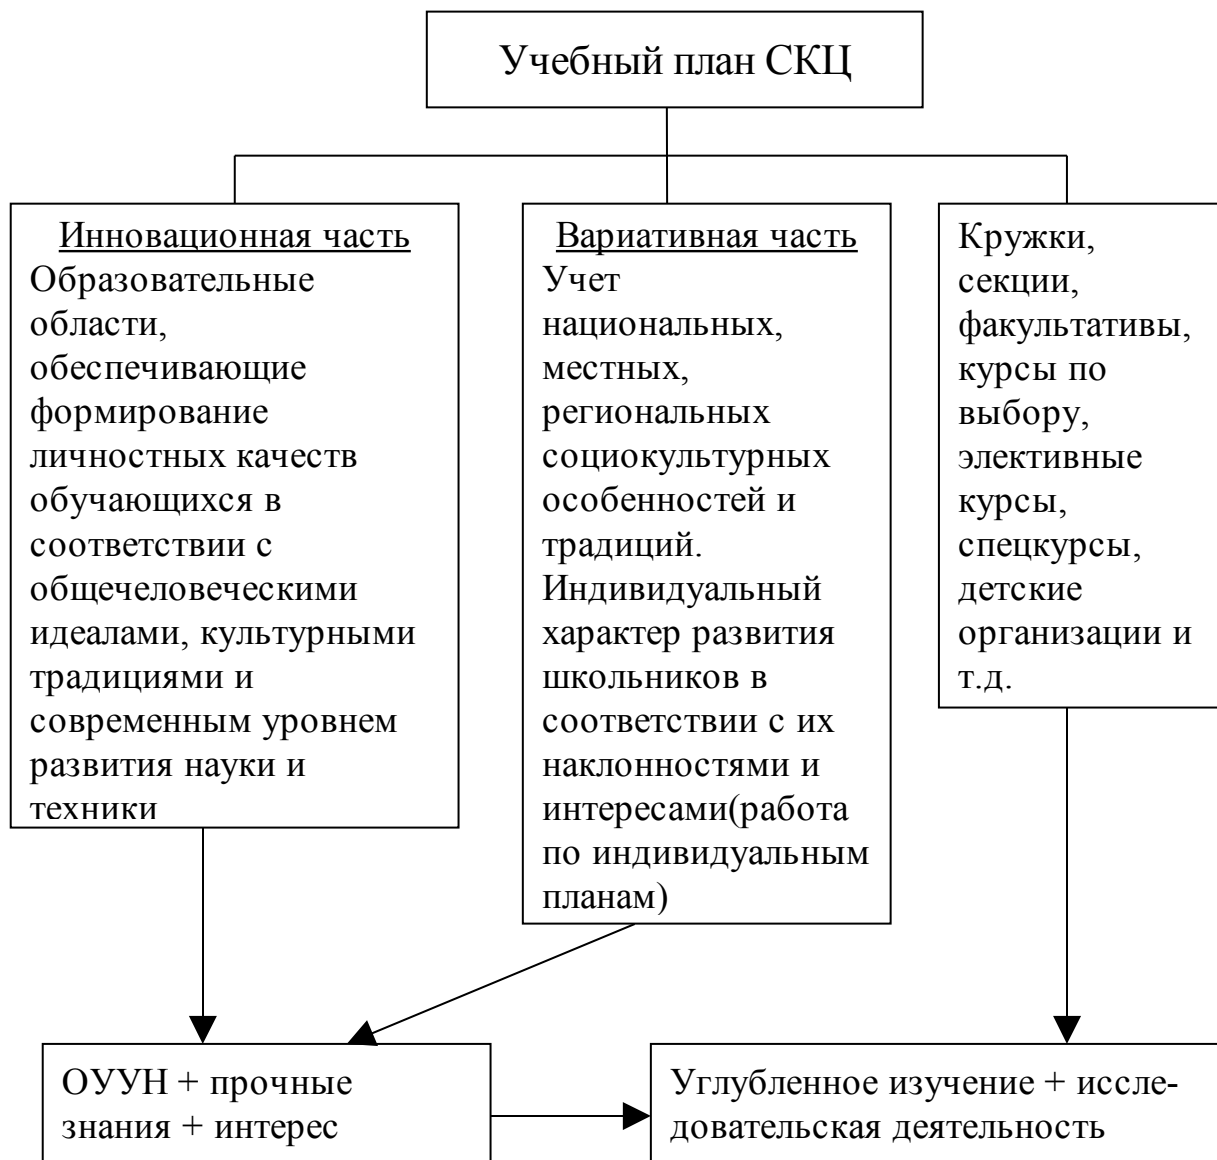 Учебный план СКЦ
Инновационная часть
Образовательные
области,
обеспечивающие
формирование
личностных качеств
обучающихся в
соответствии с
общечеловеческими
идеалами, культурными
традициями и
современным уровнем
развития науки и
техники
Вариативная часть
Учет
национальных,
местных,
региональных
социокультурных
особенностей и
традиций.
Индивидуальный
характер развития
школьников в
соответствии с их
наклонностями и
интересами(работа
по индивидуальным
планам)
Кружки,
секции,
факультативы,
курсы по
выбору,
элективные
курсы,
спецкурсы,
детские
организации и
т.д.
ОУУН + прочные
знания + интерес
Углубленное изучение + иссле-
довательская деятельность